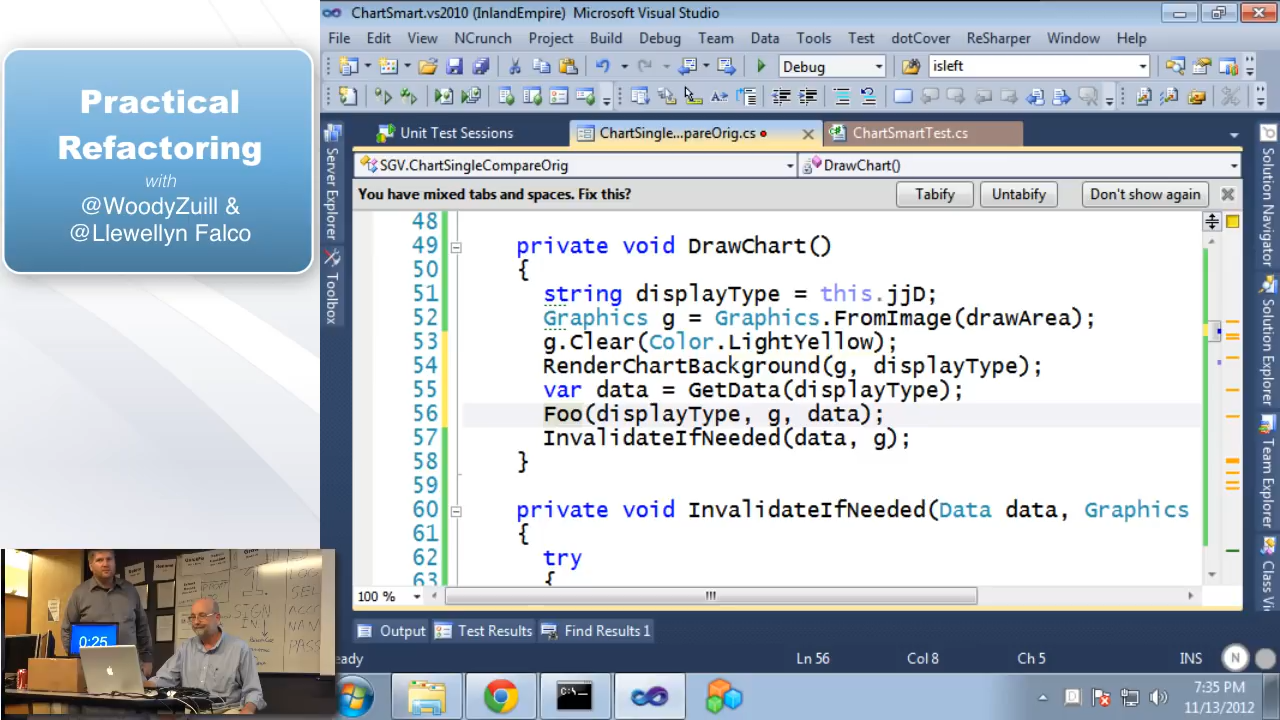 Practical
Refactoring
with
@WoodyZuill &
@Llewellyn Falco
ChartSmart.vs2010 (InlandEmpire) Microsoft Visual Studio
File Edit View NCrunch Project Build Debug Team Data Tools Test dotCover ReSharper Window Help
Debug isleft
Unit Test Sessions ChartSingle...pareOrig.cs ChartSmartTest.cs
SGV.ChartSingleCompareOrig DrawChart()
You have mixed tabs and spaces. Fix this? Tabify Untabify Don't show again
48
49 private void DrawChart()
50 {
51 string displayType = this.jjD;
52 Graphics g = Graphics.FromImage(drawArea);
53 g.Clear(Color.LightYellow);
54 RenderChartBackground(g, displayType);
55 var data = GetData(displayType);
56 Foo(displayType, g, data);
57 InvalidateIfNeeded(data, g);
58 }
59
60 private void InvalidateIfNeeded(Data data, Graphics
61 {
62 try
63 {
100 %
Output Test Results Find Results 1
eady Ln 56 Col 8 Ch 5 INS N
Server Explorer
Toolbox
Solution Navigator
Solution Explorer
Team Explorer
Class View
0:25
SIGN
IN
PASS
7:35 PM
11/13/2012